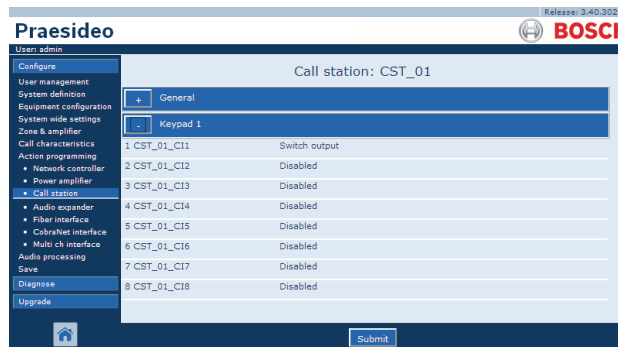 Release: 3.40.302
Praesideo
BOSCH
User: admin
Configure
User management
System definition
Equipment configuration
System wide settings
Zone & amplifier
Call characteristics
Action programming
• Network controller
• Power amplifier
• Call station
• Audio expander
• Fiber interface
• CobraNet interface
• Multi ch interface
Audio processing
Save
Diagnose
Upgrade
Call station: CST_01
+ General
- Keypad 1
1 CST_01_CI1 Switch output
2 CST_01_CI2 Disabled
3 CST_01_CI3 Disabled
4 CST_01_CI4 Disabled
5 CST_01_CI5 Disabled
6 CST_01_CI6 Disabled
7 CST_01_CI7 Disabled
8 CST_01_CI8 Disabled
Submit